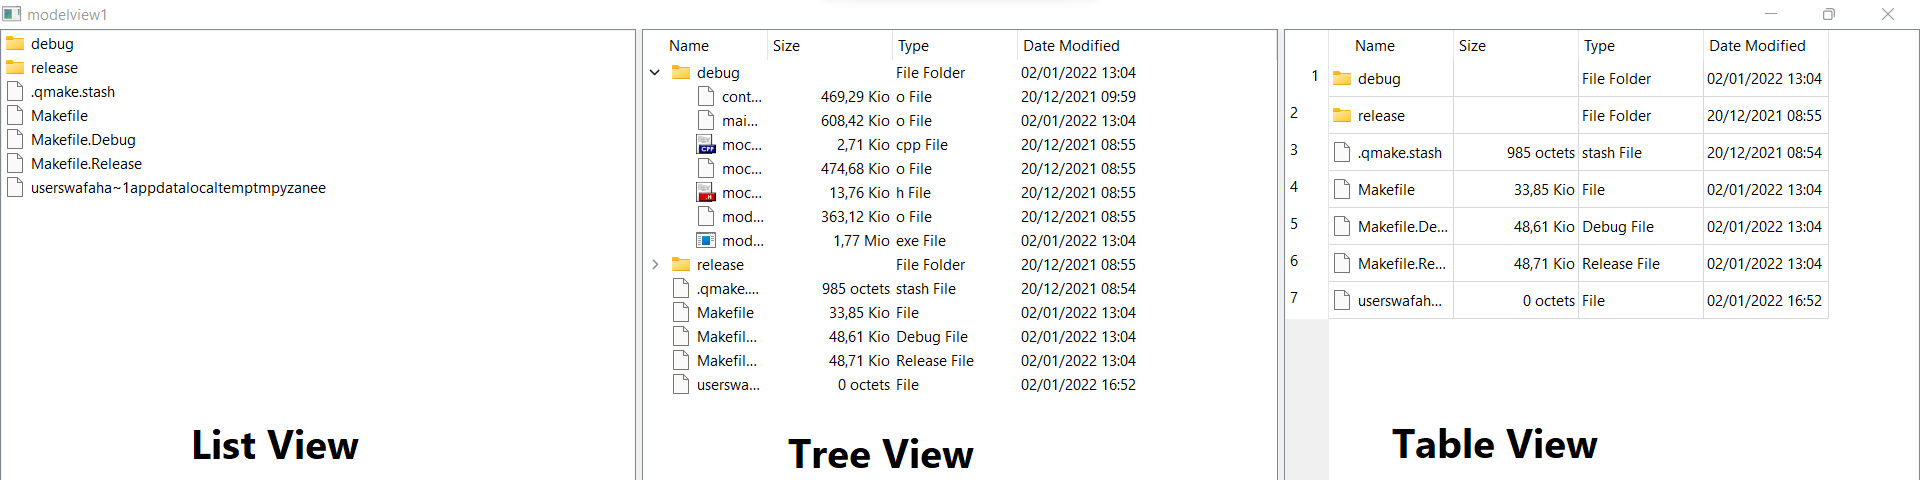 modelview1
debug
release
.qmake.stash
Makefile
Makefile.Debug
Makefile.Release
userswafaha~1appdatalocaltemptmpyzanee
List View
Name Size Type Date Modified
debug File Folder 02/01/2022 13:04
cont... 469,29 Kio o File 20/12/2021 09:59
mai... 608,42 Kio o File 02/01/2022 13:04
moc... 2,71 Kio cpp File 20/12/2021 08:55
moc... 474,68 Kio o File 20/12/2021 08:55
moc... 13,76 Kio h File 20/12/2021 08:55
mod... 363,12 Kio o File 20/12/2021 08:55
mod... 1,77 Mio exe File 02/01/2022 13:04
release File Folder 20/12/2021 08:55
.qmake.... 985 octets stash File 20/12/2021 08:54
Makefile 33,85 Kio File 02/01/2022 13:04
Makefil... 48,61 Kio Debug File 02/01/2022 13:04
Makefil... 48,71 Kio Release File 02/01/2022 13:04
userswa... 0 octets File 02/01/2022 16:52
Tree View
Name Size Type Date Modified
1 debug File Folder 02/01/2022 13:04
2 release File Folder 20/12/2021 08:55
3 .qmake.stash 985 octets stash File 20/12/2021 08:54
4 Makefile 33,85 Kio File 02/01/2022 13:04
5 Makefile.De... 48,61 Kio Debug File 02/01/2022 13:04
6 Makefile.Re... 48,71 Kio Release File 02/01/2022 13:04
7 userswafah... 0 octets File 02/01/2022 16:52
Table View